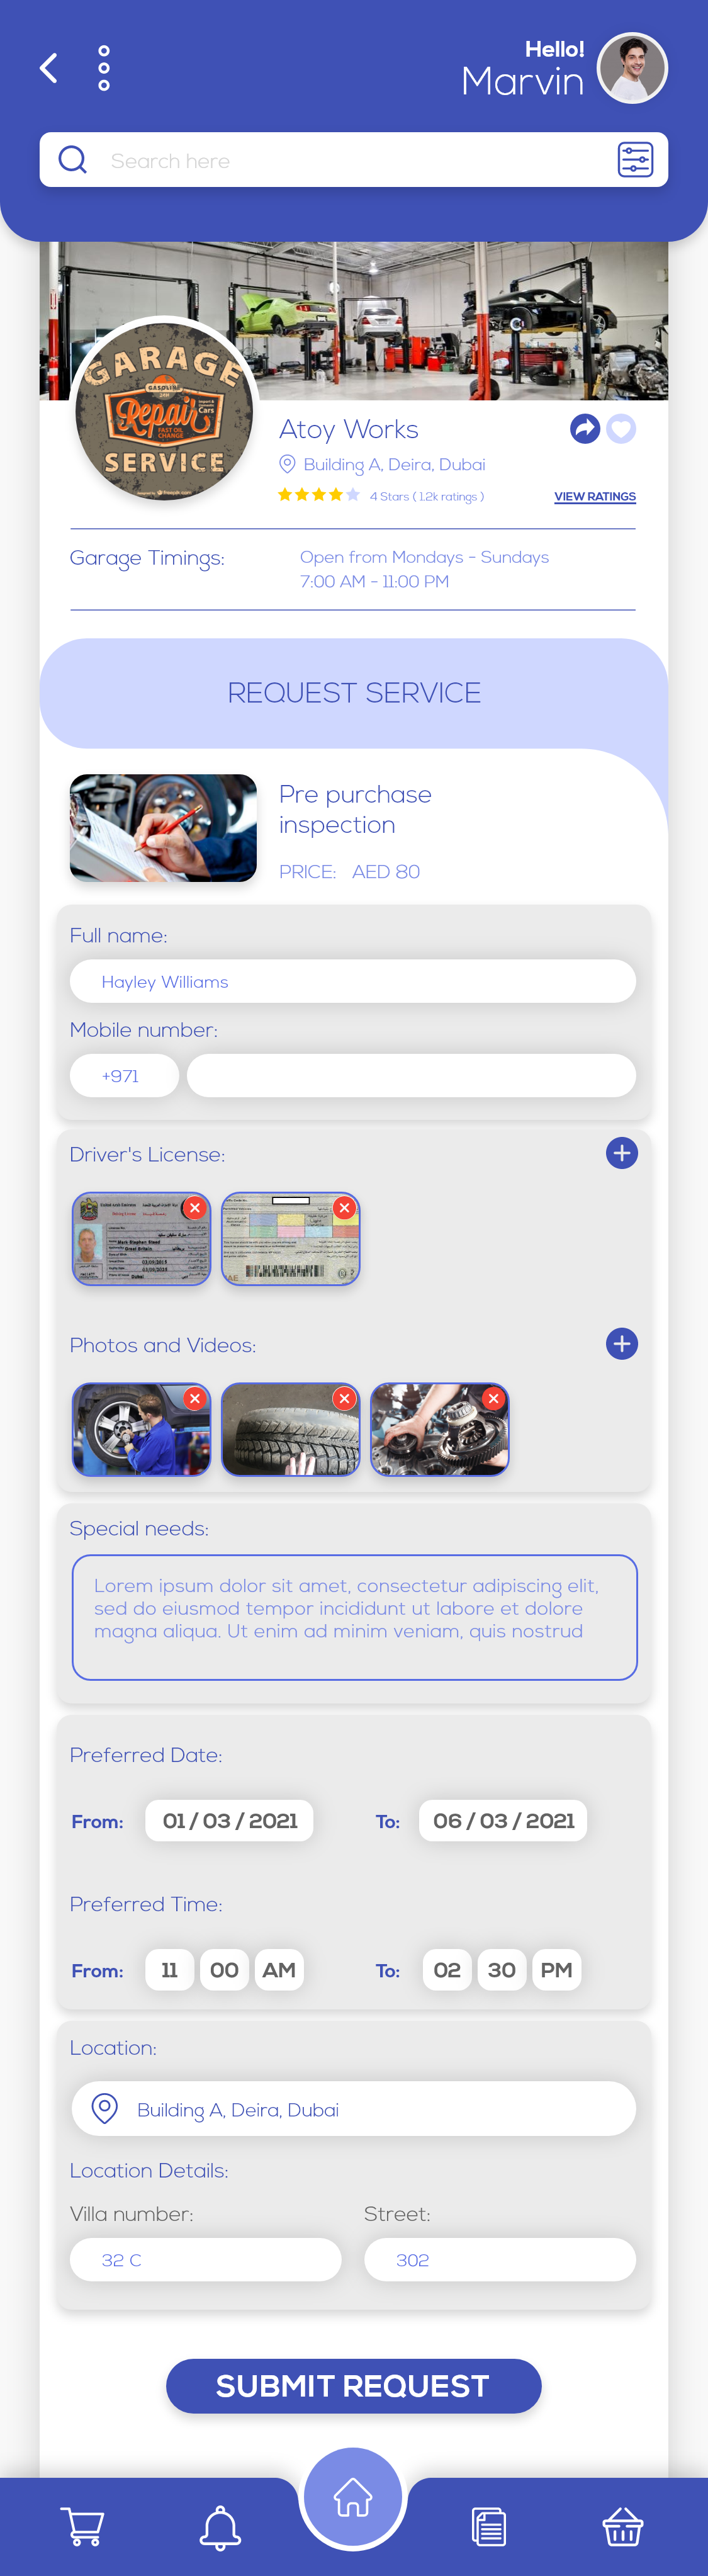 Hello!
Marvin
Search here
GARAGE
GASOLINE
Repair
Cars
FAST OIL
CHANGE
SERVICE
Atoy Works
Building A, Deira, Dubai
4 Stars ( 1.2k ratings )
VIEW RATINGS
Garage Timings:
Open from Mondays - Sundays
7:00 AM - 11:00 PM
REQUEST SERVICE
Pre purchase
inspection
PRICE: AED 80
Full name:
Hayley Williams
Mobile number:
+971
Driver's License:
Photos and Videos:
Special needs:
Lorem ipsum dolor sit amet, consectetur adipiscing elit,
sed do eiusmod tempor incididunt ut labore et dolore
magna aliqua. Ut enim ad minim veniam, quis nostrud
Preferred Date:
From: 01 / 03 / 2021 To: 06 / 03 / 2021
Preferred Time:
From: 11 00 AM To: 02 30 PM
Location:
Building A, Deira, Dubai
Location Details:
Villa number: Street:
32 C 302
SUBMIT REQUEST